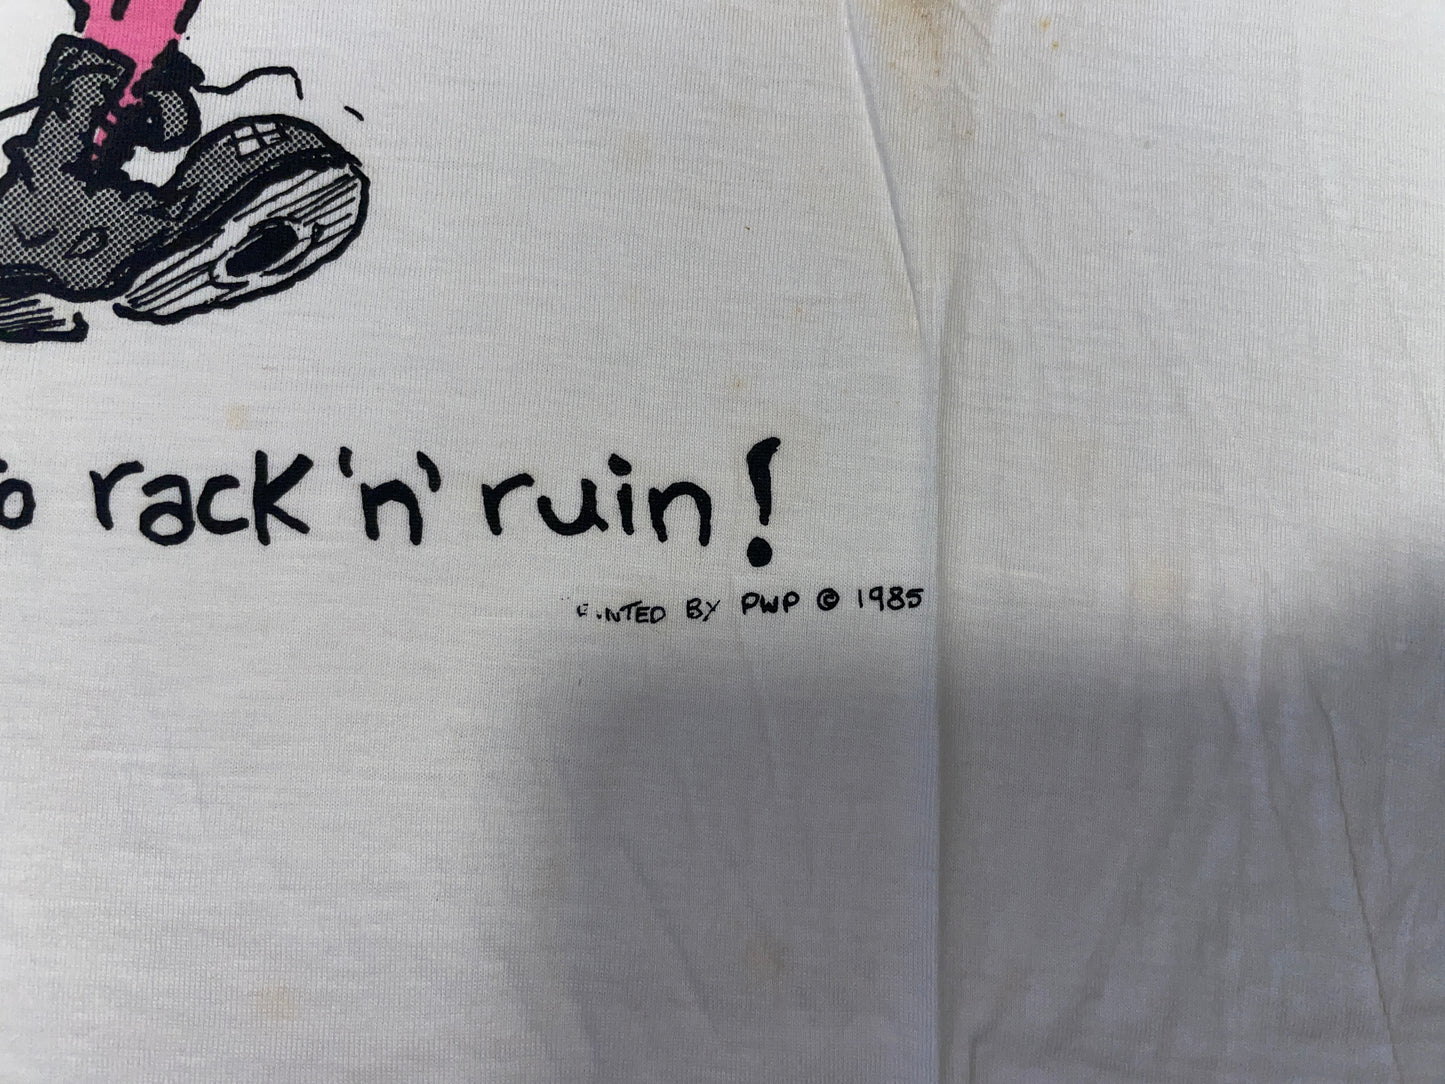 rack 'n' ruin!
BY PWP © 1985